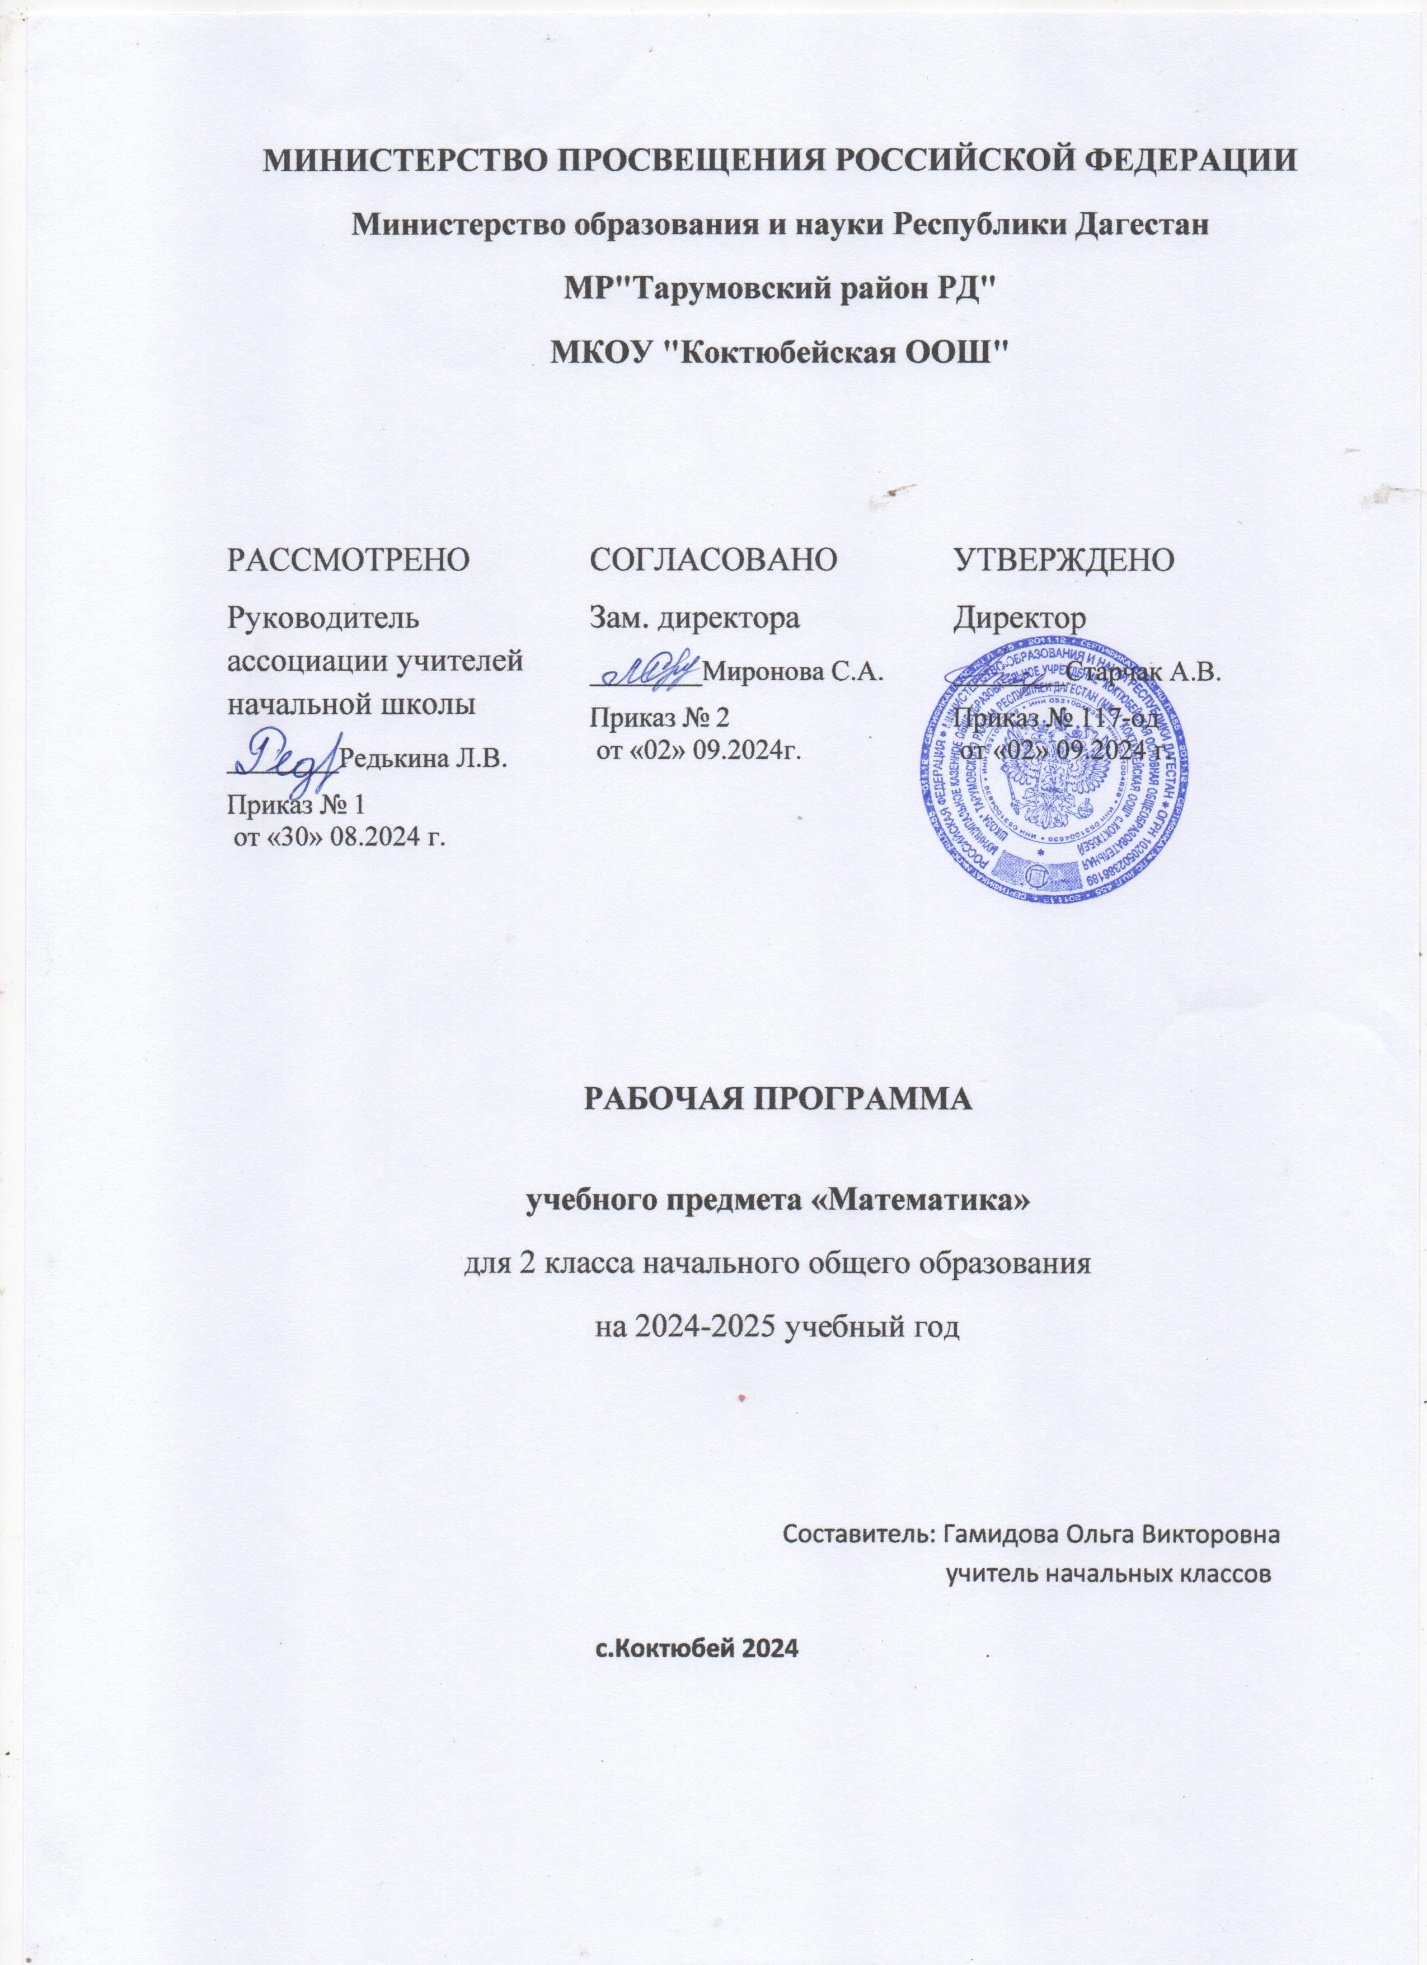 МИНИСТЕРСТВО ПРОСВЕЩЕНИЯ РОССИЙСКОЙ ФЕДЕРАЦИИ
Министерство образования и науки Республики Дагестан
МР"Тарумовский район РД"
МКОУ "Коктюбейская ООШ"
РАССМОТРЕНО
Руководитель
ассоциации учителей
начальной школы
Редькина Л.В.
Приказ № 1
от «30» 08.2024 г.
СОГЛАСОВАНО
Зам. директора
Миронова С.А.
Приказ № 2
от «02» 09.2024г.
УТВЕРЖДЕНО
Директор
Старчак А.В.
Приказ № 117-од
от «02» 09.2024 г.
РАБОЧАЯ ПРОГРАММА
учебного предмета «Математика»
для 2 класса начального общего образования
на 2024-2025 учебный год
Составитель: Гамидова Ольга Викторовна
учитель начальных классов
с.Коктюбей 2024